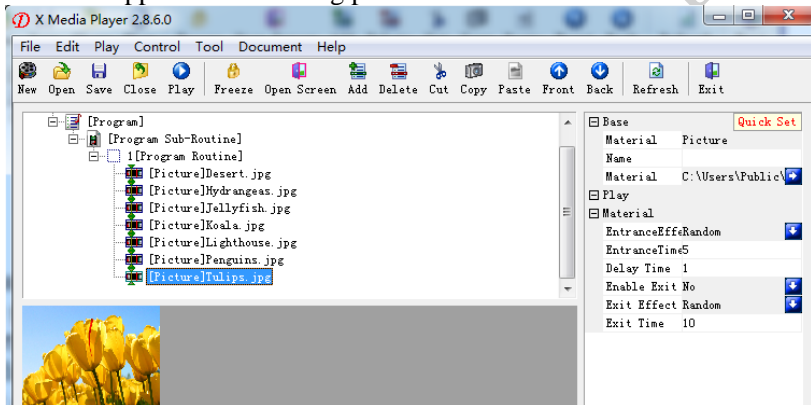 X Media Player 2.8.6.0
File Edit Play Control Tool Document Help
New Open Save Close Play Freeze Open Screen Add Delete Cut Copy Paste Front Back Refresh Exit
[Program]
[Program Sub-Routine]
1[Program Routine]
[Picture]Desert.jpg
[Picture]Hydrangeas.jpg
[Picture]Jellyfish.jpg
[Picture]Koala.jpg
[Picture]Lighthouse.jpg
[Picture]Penguins.jpg
[Picture]Tulips.jpg
Base Quick Set
Material Picture
Name
Material C:\Users\Public\
Play
Material
EntranceEffeRandom
EntranceTime5
Delay Time 1
Enable Exit No
Exit Effect Random
Exit Time 10